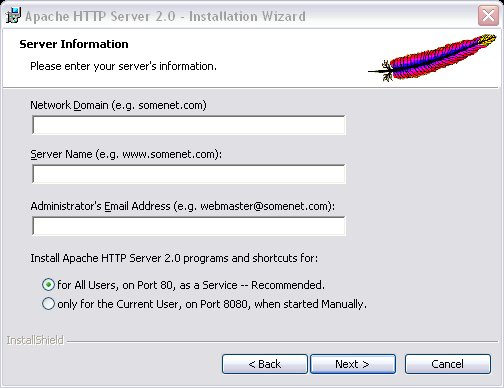 Apache HTTP Server 2.0 - Installation Wizard
Server Information
Please enter your server's information.
Network Domain (e.g. somenet.com)
Server Name (e.g. www.somenet.com):
Administrator's Email Address (e.g. webmaster@somenet.com):
Install Apache HTTP Server 2.0 programs and shortcuts for:
for All Users, on Port 80, as a Service -- Recommended.
only for the Current User, on Port 8080, when started Manually.
InstallShield
< Back
Next >
Cancel